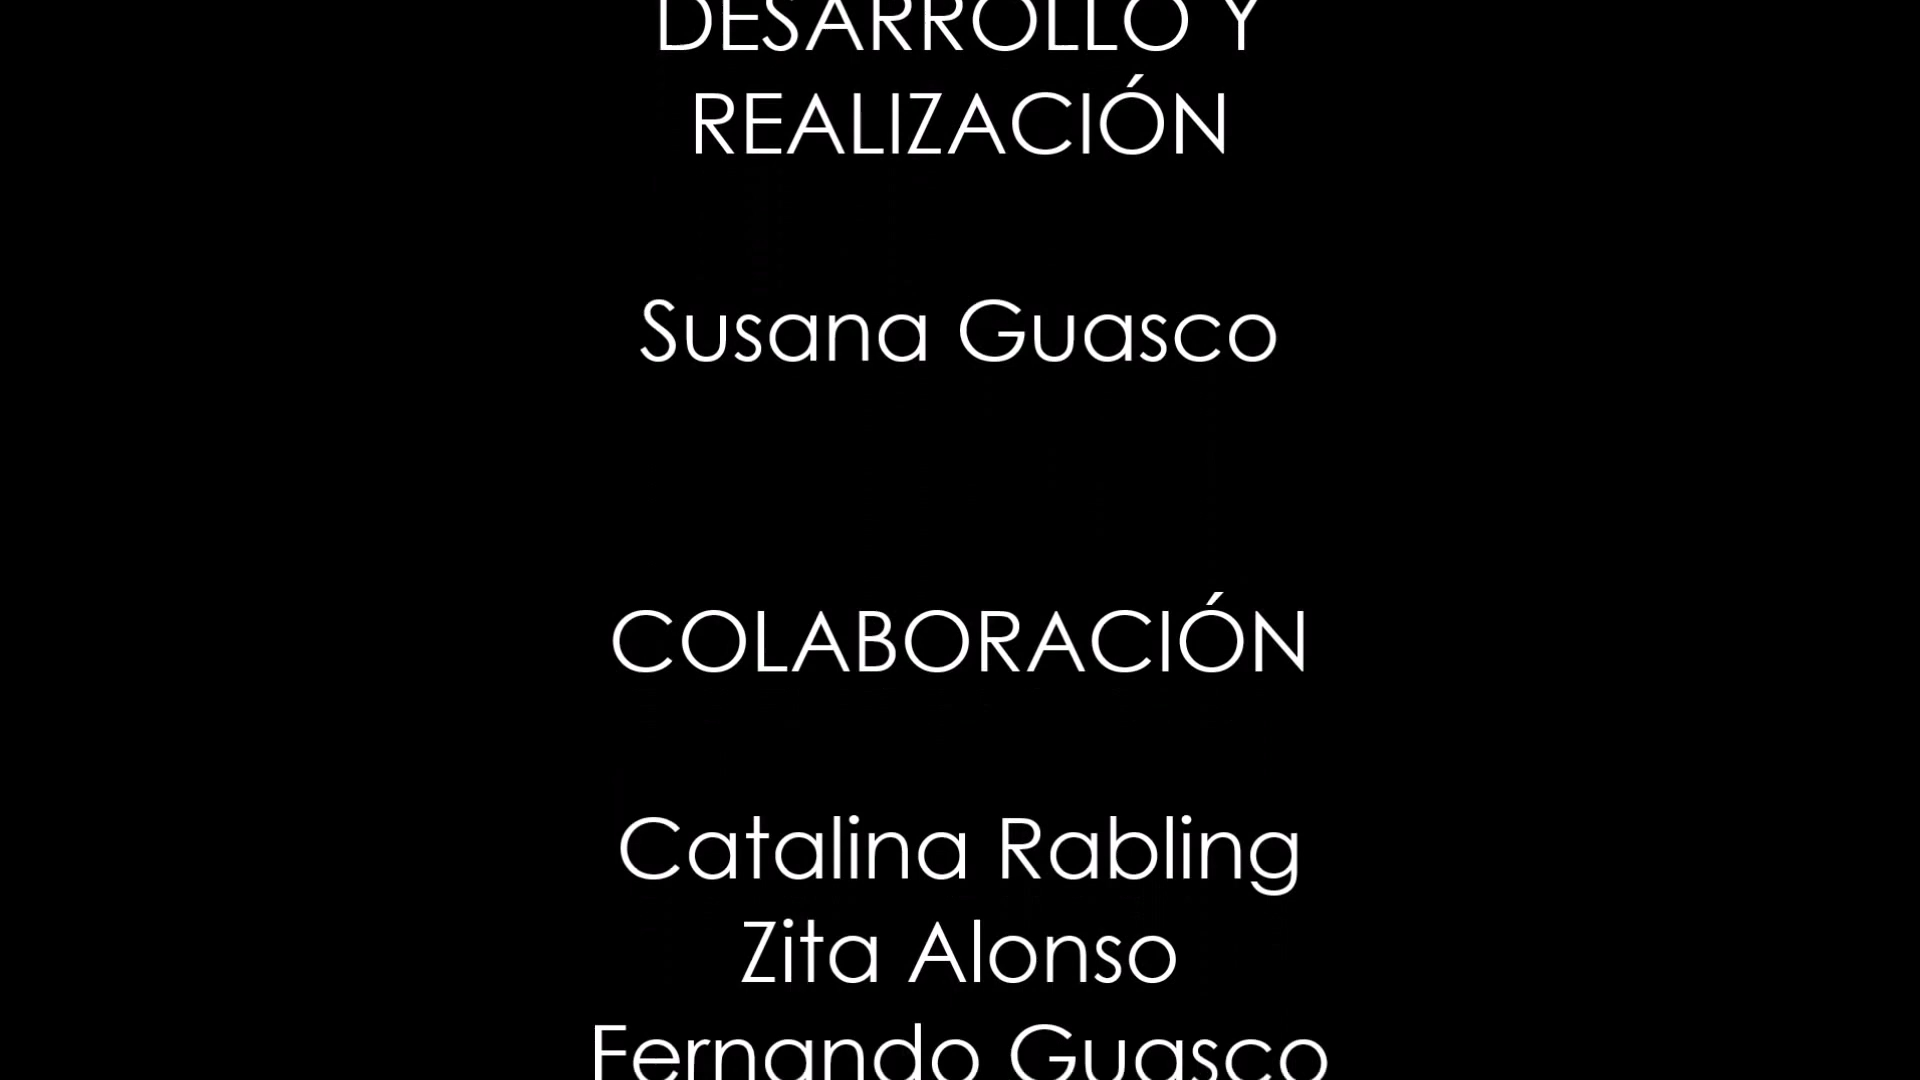 DESARROLLO Y
REALIZACIÓN
Susana Guasco
COLABORACIÓN
Catalina Rabling
Zita Alonso
Fernando Guasco